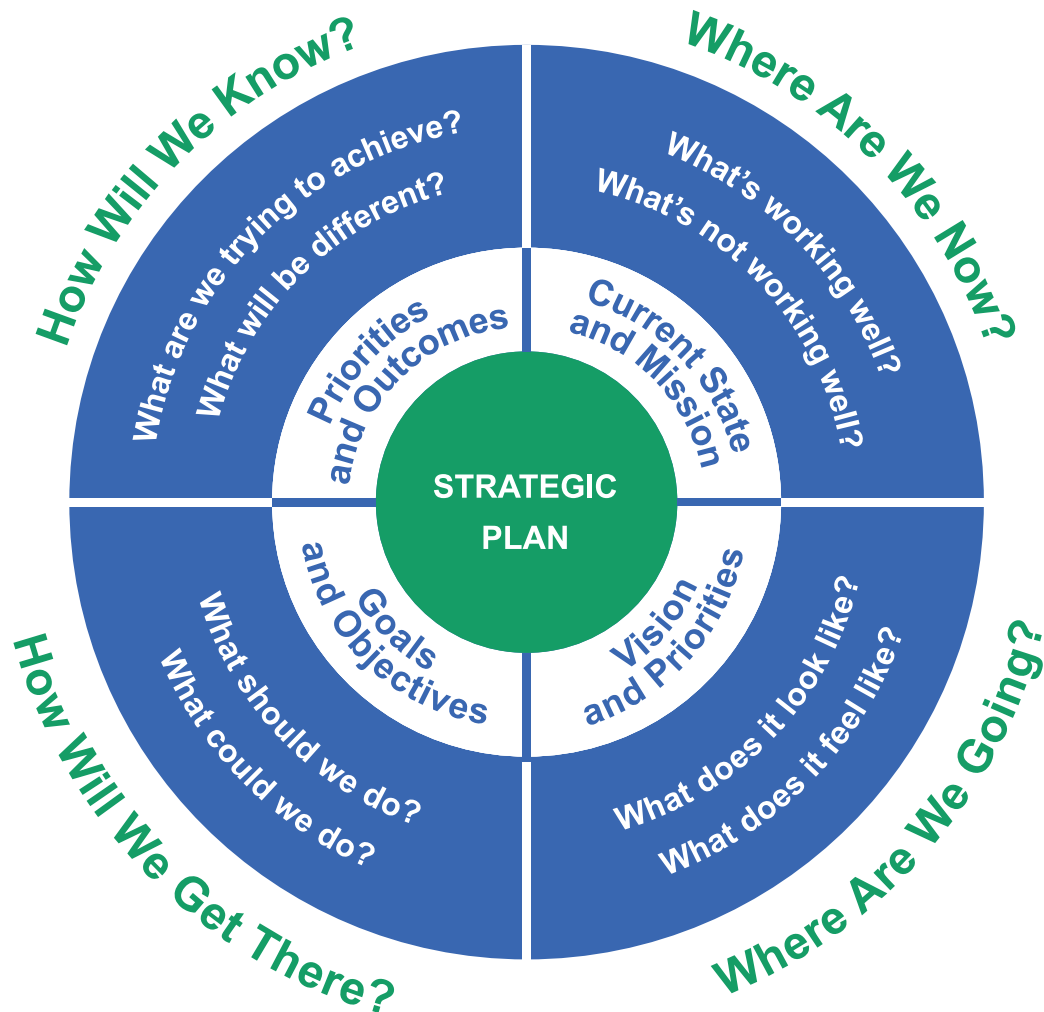 How Will We Know?
What are we trying to achieve?
What will be different?
Priorities
and Outcomes
Where Are We Now?
What's working well?
What's not working well?
Current State
and Mission
STRATEGIC
PLAN
Where Are We Going?
Vision
and Priorities
What does it look like?
What does it feel like?
How Will We Get There?
Goals
and Objectives
What should we do?
What could we do?